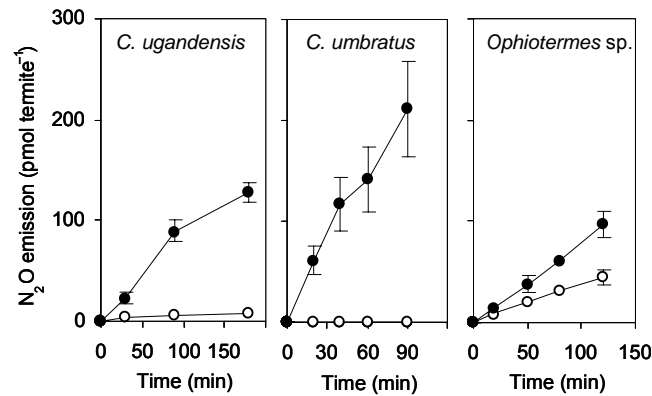 N₂O emission (pmol termite⁻¹)
300
200
100
0
C. ugandensis
C. umbratus
Ophiotermes sp.
0 50 100 150
0 30 60 90
0 50 100 150
Time (min)
Time (min)
Time (min)